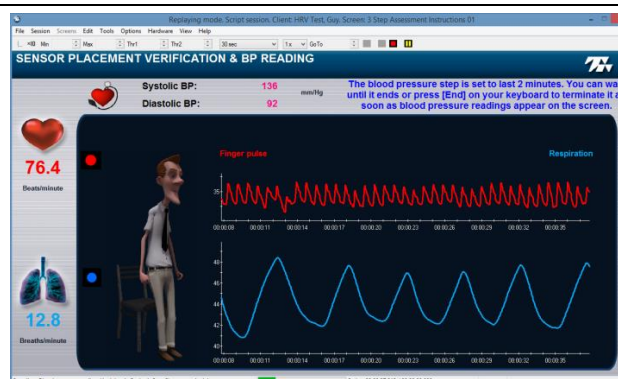 Replaying mode. Script session. Client: HRV Test, Guy. Screen: 3 Step Assessment Instructions 01
File Session Screens Edit Tools Options Hardware View Help
Min Max Thr1 Thr2 30 sec 1 x GoTo
SENSOR PLACEMENT VERIFICATION & BP READING
Systolic BP: 136
mm/Hg
Diastolic BP: 92
The blood pressure step is set to last 2 minutes. You can wa
until it ends or press [End] on your keyboard to terminate it a
soon as blood pressure readings appear on the screen.
76.4
Beats/minute
12.8
Breaths/minute
Finger pulse
Respiration
35
00:00:08 00:00:11 00:00:14 00:00:17 00:00:20 00:00:23 00:00:26 00:00:29 00:00:32 00:00:35
48
46
44
42
40
00:00:08 00:00:11 00:00:14 00:00:17 00:00:20 00:00:23 00:00:26 00:00:29 00:00:32 00:00:35